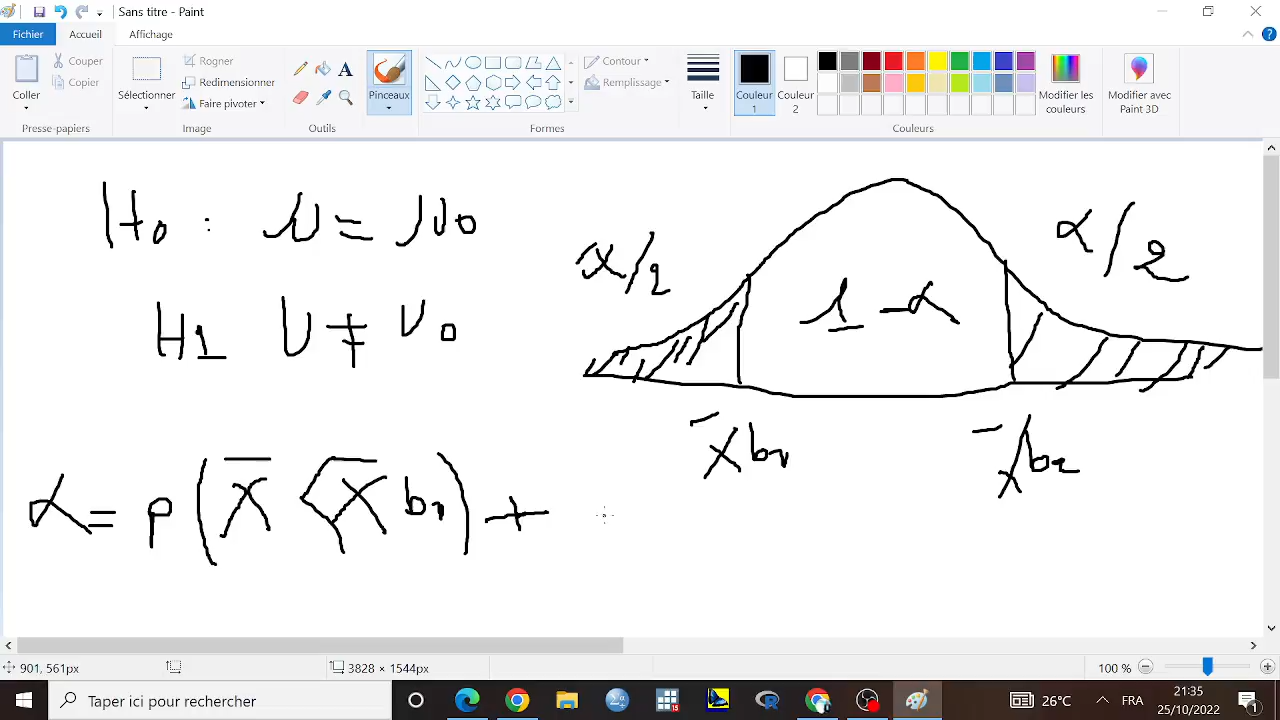 Sans titre - Paint
Fichier Accueil Affichage
Coller
Couper
Copier
Presse-papiers
Sélectionner
Rogner
Redimensionner
Faire pivoter
Image
Outils
Pinceaux
Formes
Contour
Remplissage
Taille
Couleur 1
Couleur 2
Couleurs
Modifier les couleurs
Modifier avec Paint 3D
H0 : μ = μ0
H1 μ ≠ μ0
α/2
1 - α
α/2
X̄b1
X̄b2
α = p(X̄ < X̄b1) +
901, 561px
3828 × 1544px
100 %
Taper ici pour rechercher
26°C
FRA
21:35
25/10/2022